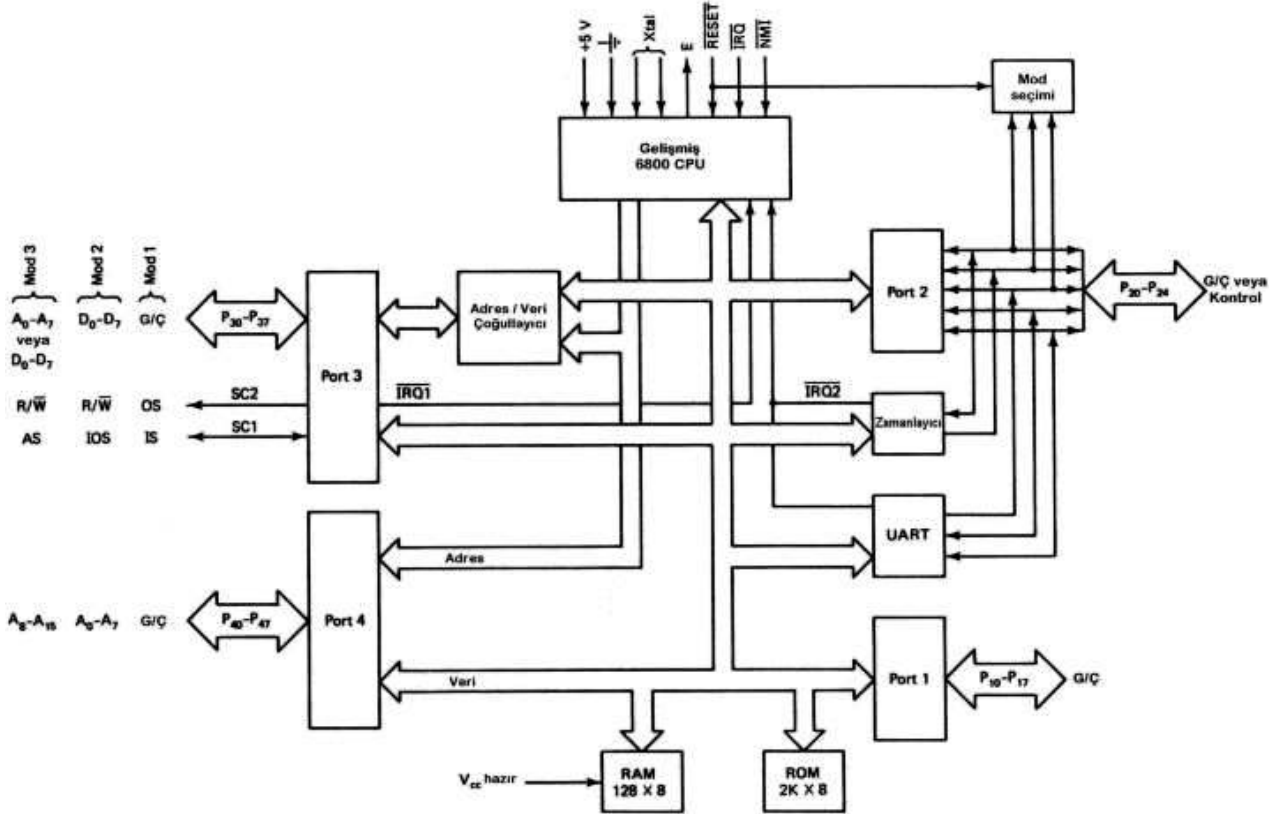 +5 V
Xtal
E
RESET
IRQ
NMI
Mod
seçimi
Gelişmiş
6800 CPU
Mod 3
Mod 2
Mod 1
A0-A7
veya
D0-D7
D0-D7
G/Ç
P30-P37
Port 3
Adres / Veri
Çoğullayıcı
Port 2
P20-P24
G/Ç veya
Kontrol
R/W
R/W
OS
SC2
IRQ1
IRQ2
AS
IOS
IS
SC1
Zamanlayıcı
UART
Adres
A8-A15
A0-A7
G/Ç
P40-P47
Port 4
Veri
Port 1
P10-P17
G/Ç
Vcc hazır
RAM
128 X 8
ROM
2K X 8